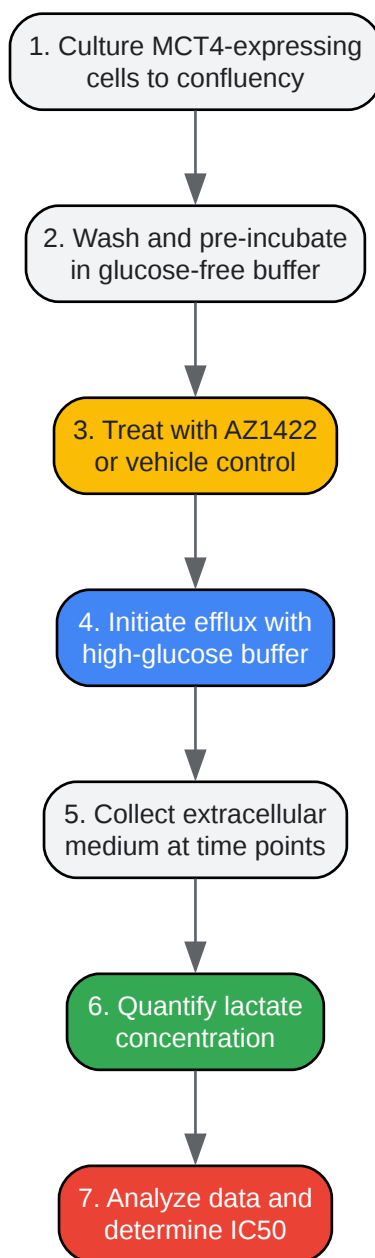 1. Culture MCT4-expressing
cells to confluency
2. Wash and pre-incubate
in glucose-free buffer
3. Treat with AZ1422
or vehicle control
4. Initiate efflux with
high-glucose buffer
5. Collect extracellular
medium at time points
6. Quantify lactate
concentration
7. Analyze data and
determine IC50